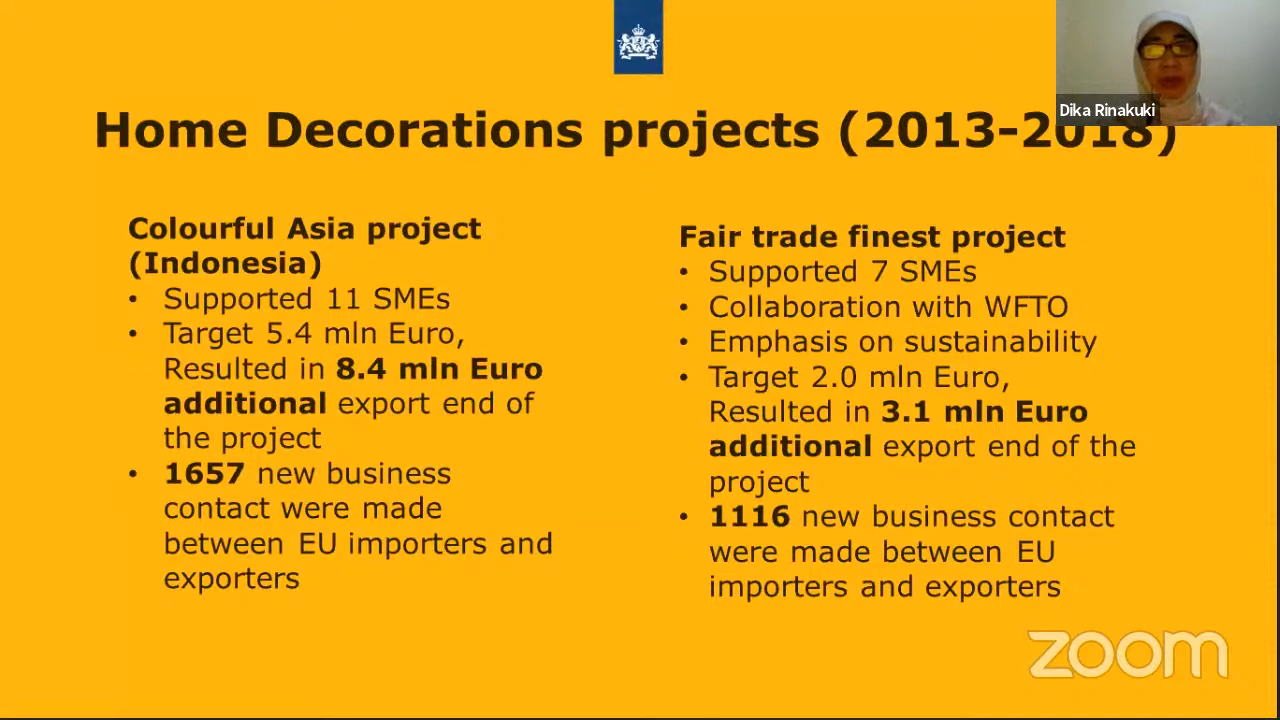 Dika Rinakuki
Home Decorations projects (2013-2018)
Colourful Asia project
(Indonesia)
• Supported 11 SMEs
• Target 5.4 mln Euro,
Resulted in 8.4 mln Euro
additional export end of
the project
• 1657 new business
contact were made
between EU importers and
exporters
Fair trade finest project
• Supported 7 SMEs
• Collaboration with WFTO
• Emphasis on sustainability
• Target 2.0 mln Euro,
Resulted in 3.1 mln Euro
additional export end of the
project
• 1116 new business contact
were made between EU
importers and exporters
zoom